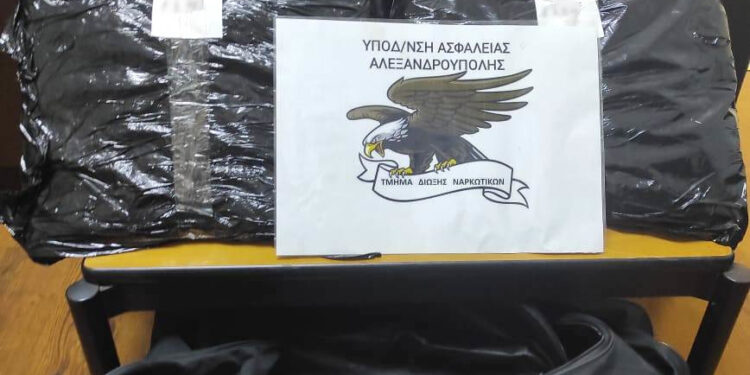 ΥΠΟΔ/ΝΣΗ ΑΣΦΑΛΕΙΑΣ
ΑΛΕΞΑΝΔΡΟΥΠΟΛΗΣ
ΤΜΗΜΑ ΔΙΩΞΗΣ ΝΑΡΚΩΤΙΚΩΝ